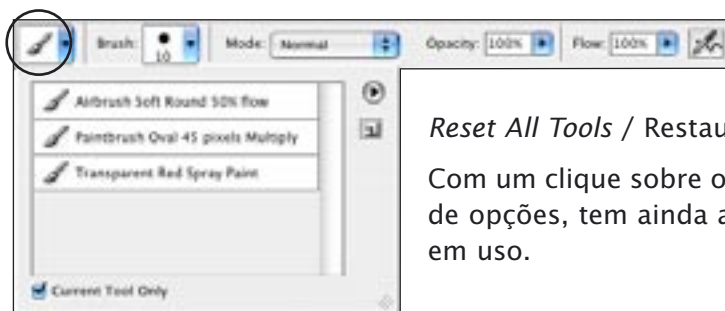 Brush: 10 Mode: Normal Opacity: 100% Flow: 100%
Airbrush Soft Round 50% flow
Paintbrush Oval 45 pixels Multiply
Transparent Red Spray Paint
Current Tool Only
Reset All Tools / Restau
Com um clique sobre o
de opções, tem ainda a
em uso.